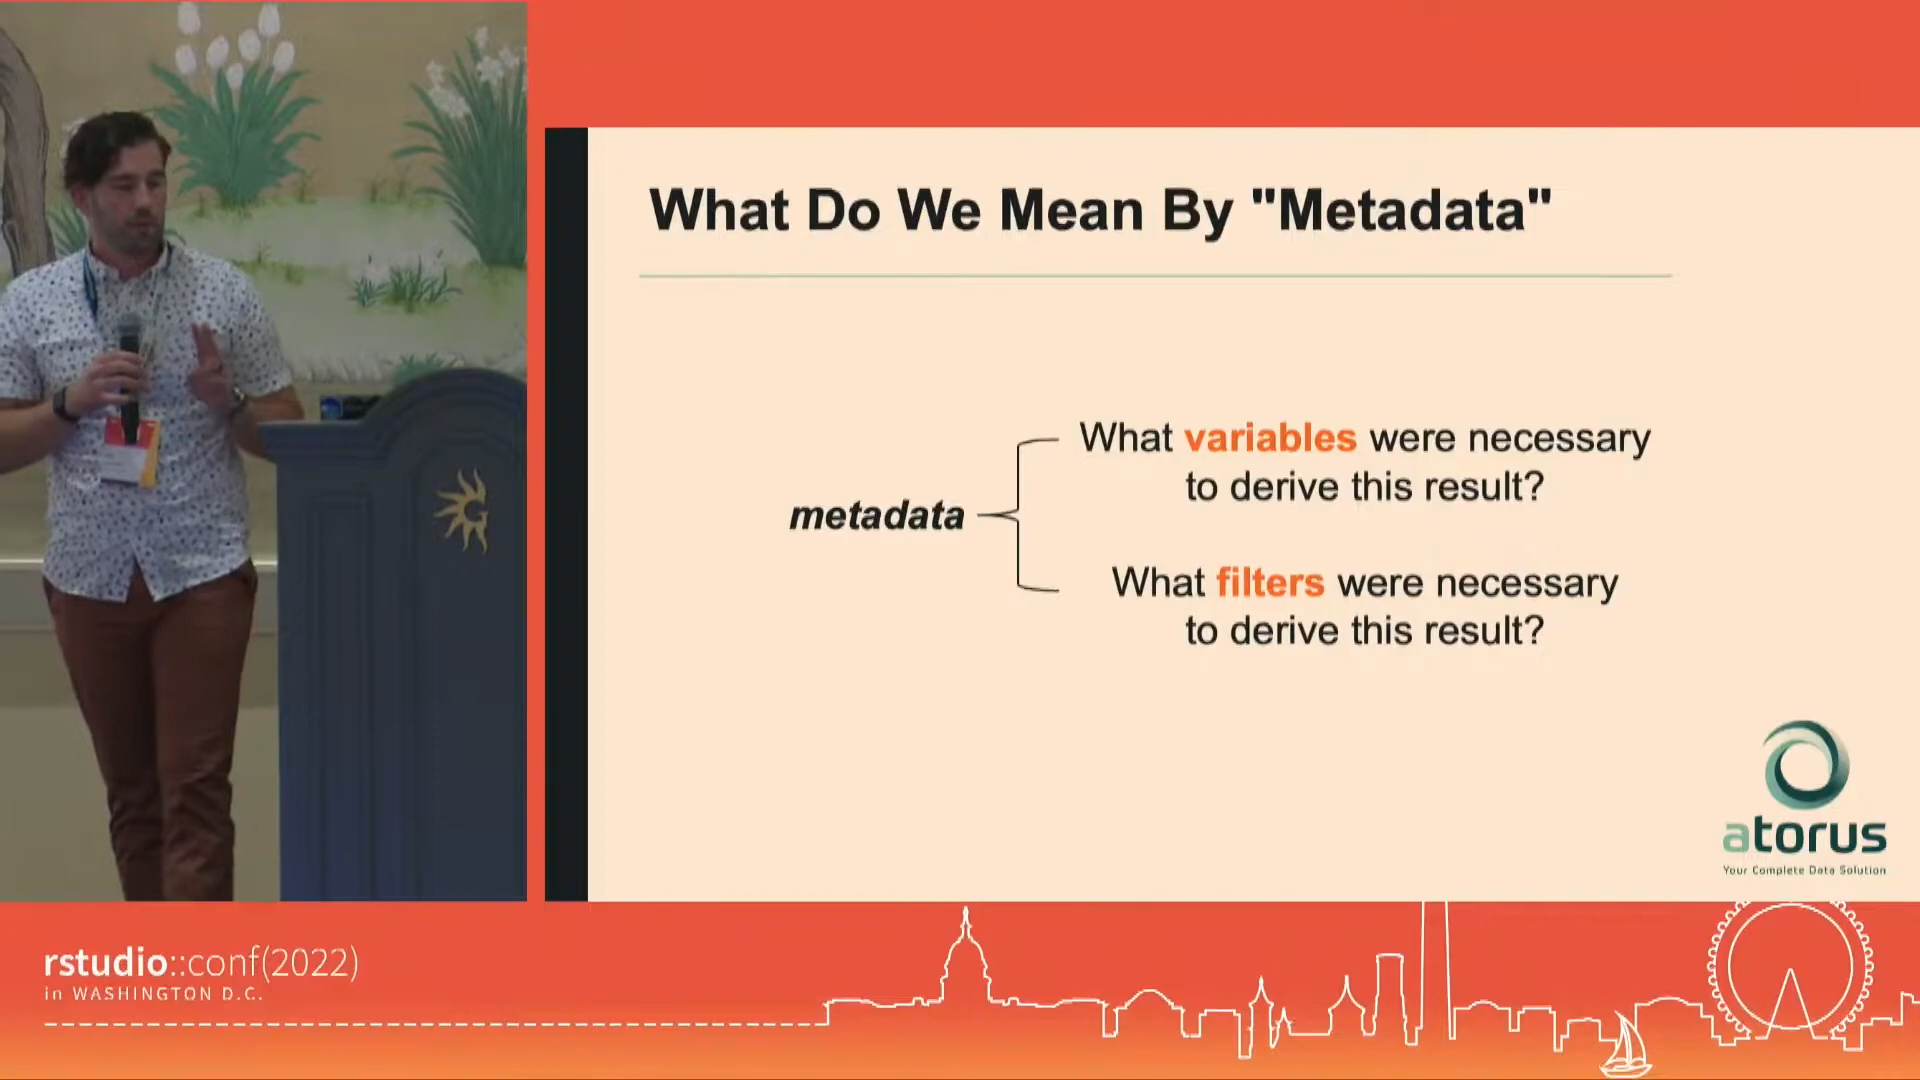 What Do We Mean By "Metadata"
metadata
What variables were necessary
to derive this result?
What filters were necessary
to derive this result?
atorus
Your Complete Data Solution
rstudio::conf(2022)
in WASHINGTON D.C.